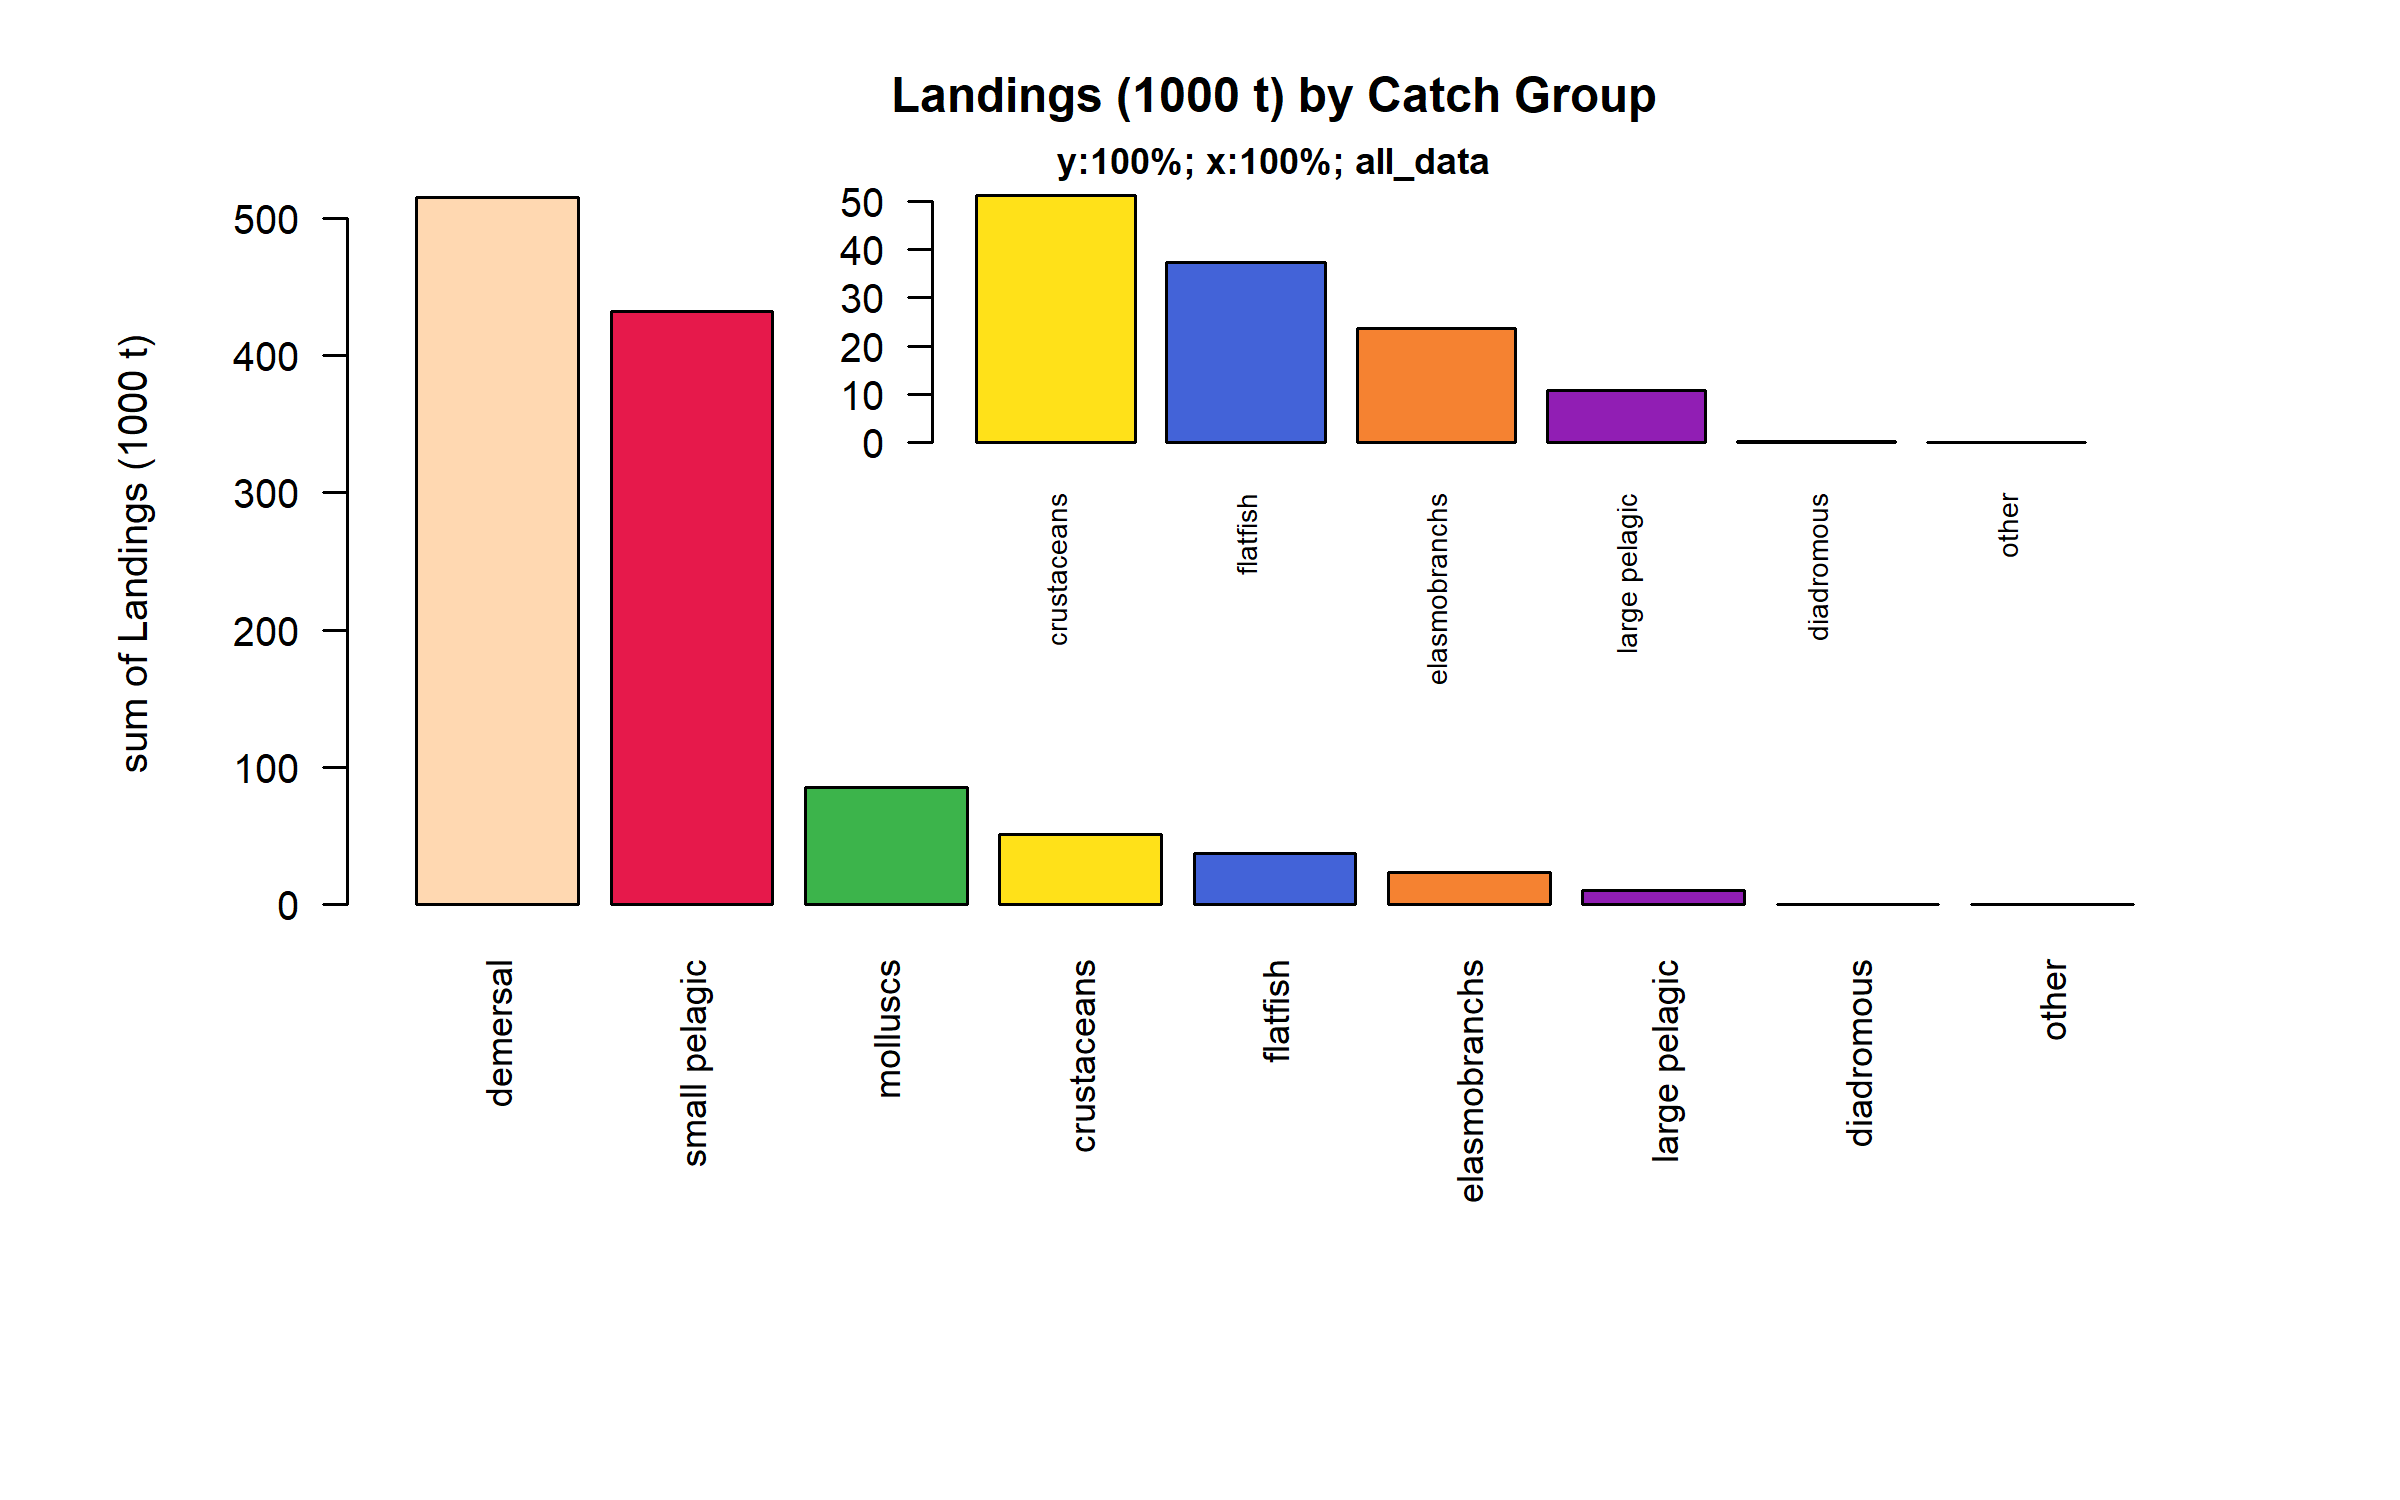 Landings (1000 t) by Catch Group
y:100%; x:100%; all_data
sum of Landings (1000 t)
500
400
300
200
100
0
50
40
30
20
10
0
crustaceans
flatfish
elasmobranchs
large pelagic
diadromous
other
demersal
small pelagic
molluscs
crustaceans
flatfish
elasmobranchs
large pelagic
diadromous
other